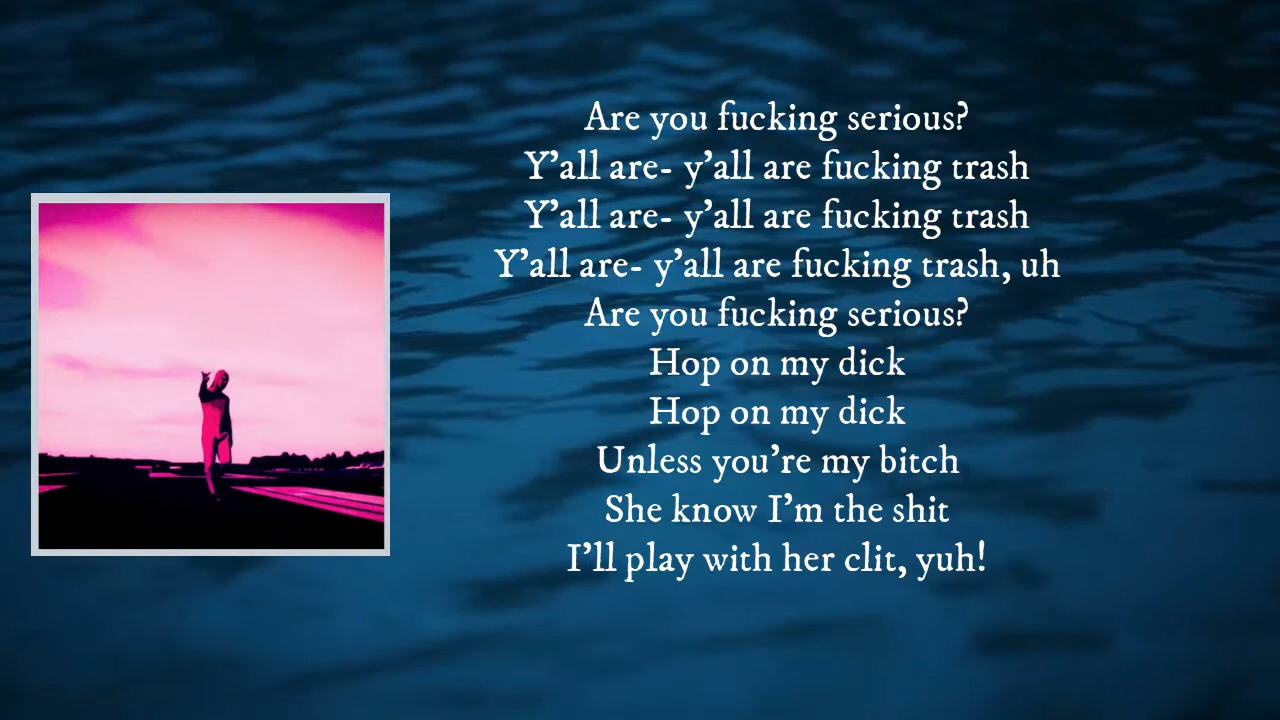 Are you fucking serious?
Y'all are- y'all are fucking trash
Y'all are- y'all are fucking trash
Y'all are- y'all are fucking trash, uh
Are you fucking serious?
Hop on my dick
Hop on my dick
Unless you're my bitch
She know I'm the shit
I'll play with her clit, yuh!